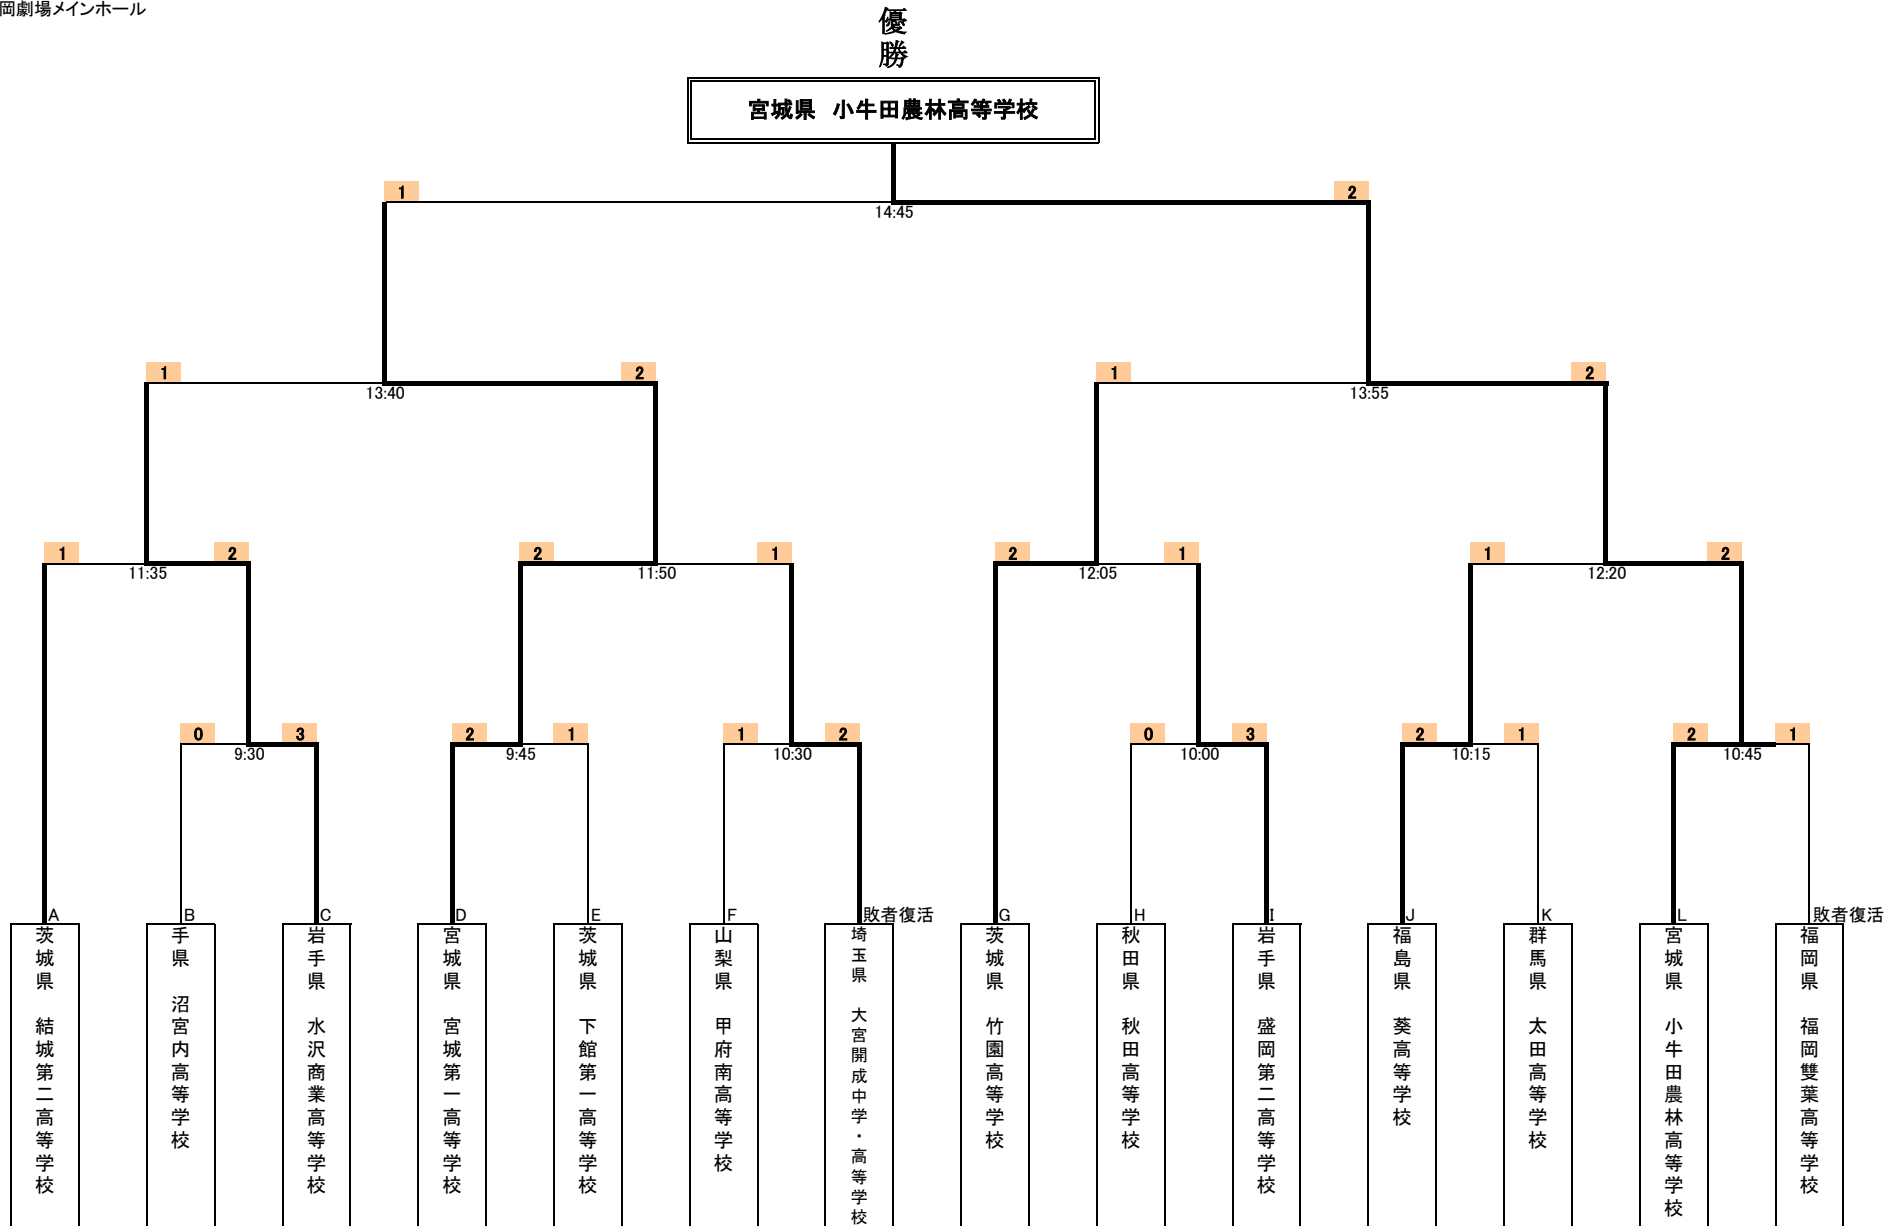 岡劇場メインホール
優
勝
宮城県　小牛田農林高等学校
1
2
14:45
1
2
1
2
13:40
13:55
1
2
2
1
2
1
1
2
11:35
11:50
12:05
12:20
0
3
2
1
1
2
0
3
2
1
2
1
9:30
9:45
10:30
10:00
10:15
10:45
A
B
C
D
E
F
敗者復活
G
H
I
J
K
L
敗者復活
茨城県　結城第二高等学校
手県　沼宮内高等学校
岩手県　水沢商業高等学校
宮城県　宮城第一高等学校
茨城県　下館第一高等学校
山梨県　甲府南高等学校
埼玉県　大宮開成中学・高等学校
茨城県　竹園高等学校
秋田県　秋田高等学校
岩手県　盛岡第二高等学校
福島県　葵高等学校
群馬県　太田高等学校
宮城県　小牛田農林高等学校
福岡県　福岡雙葉高等学校